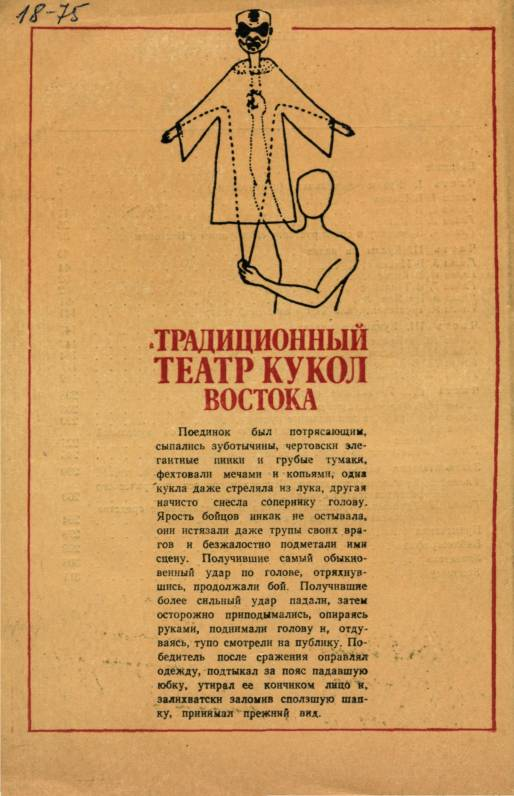 18-75
ТРАДИЦИОННЫЙ
ТЕАТР КУКОЛ
ВОСТОКА
Поединок был потрясающим,
сыпались зуботычины, чертовски эле-
гантные пинки и грубые тумаки,
фехтовали мечами и копьями, одна
кукла даже стреляла из лука, другая
начисто снесла сопернику голову.
Ярость бойцов никак не остывала,
они истязали даже трупы своих вра-
гов и безжалостно подметали ими
сцену. Получившие самый обыкно-
венный удар по голове, отряхнув-
шись, продолжали бой. Получившие
более сильный удар падали, затем
осторожно приподымались, опираясь
руками, поднимали голову и, отду-
ваясь, тупо смотрели на публику. По-
бедитель после сражения оправлял
одежду, подтыкал за пояс падавшую
юбку, утирал ее кончиком лицо и,
залихватски заломив сползшую шап-
ку, принимал прежний вид.